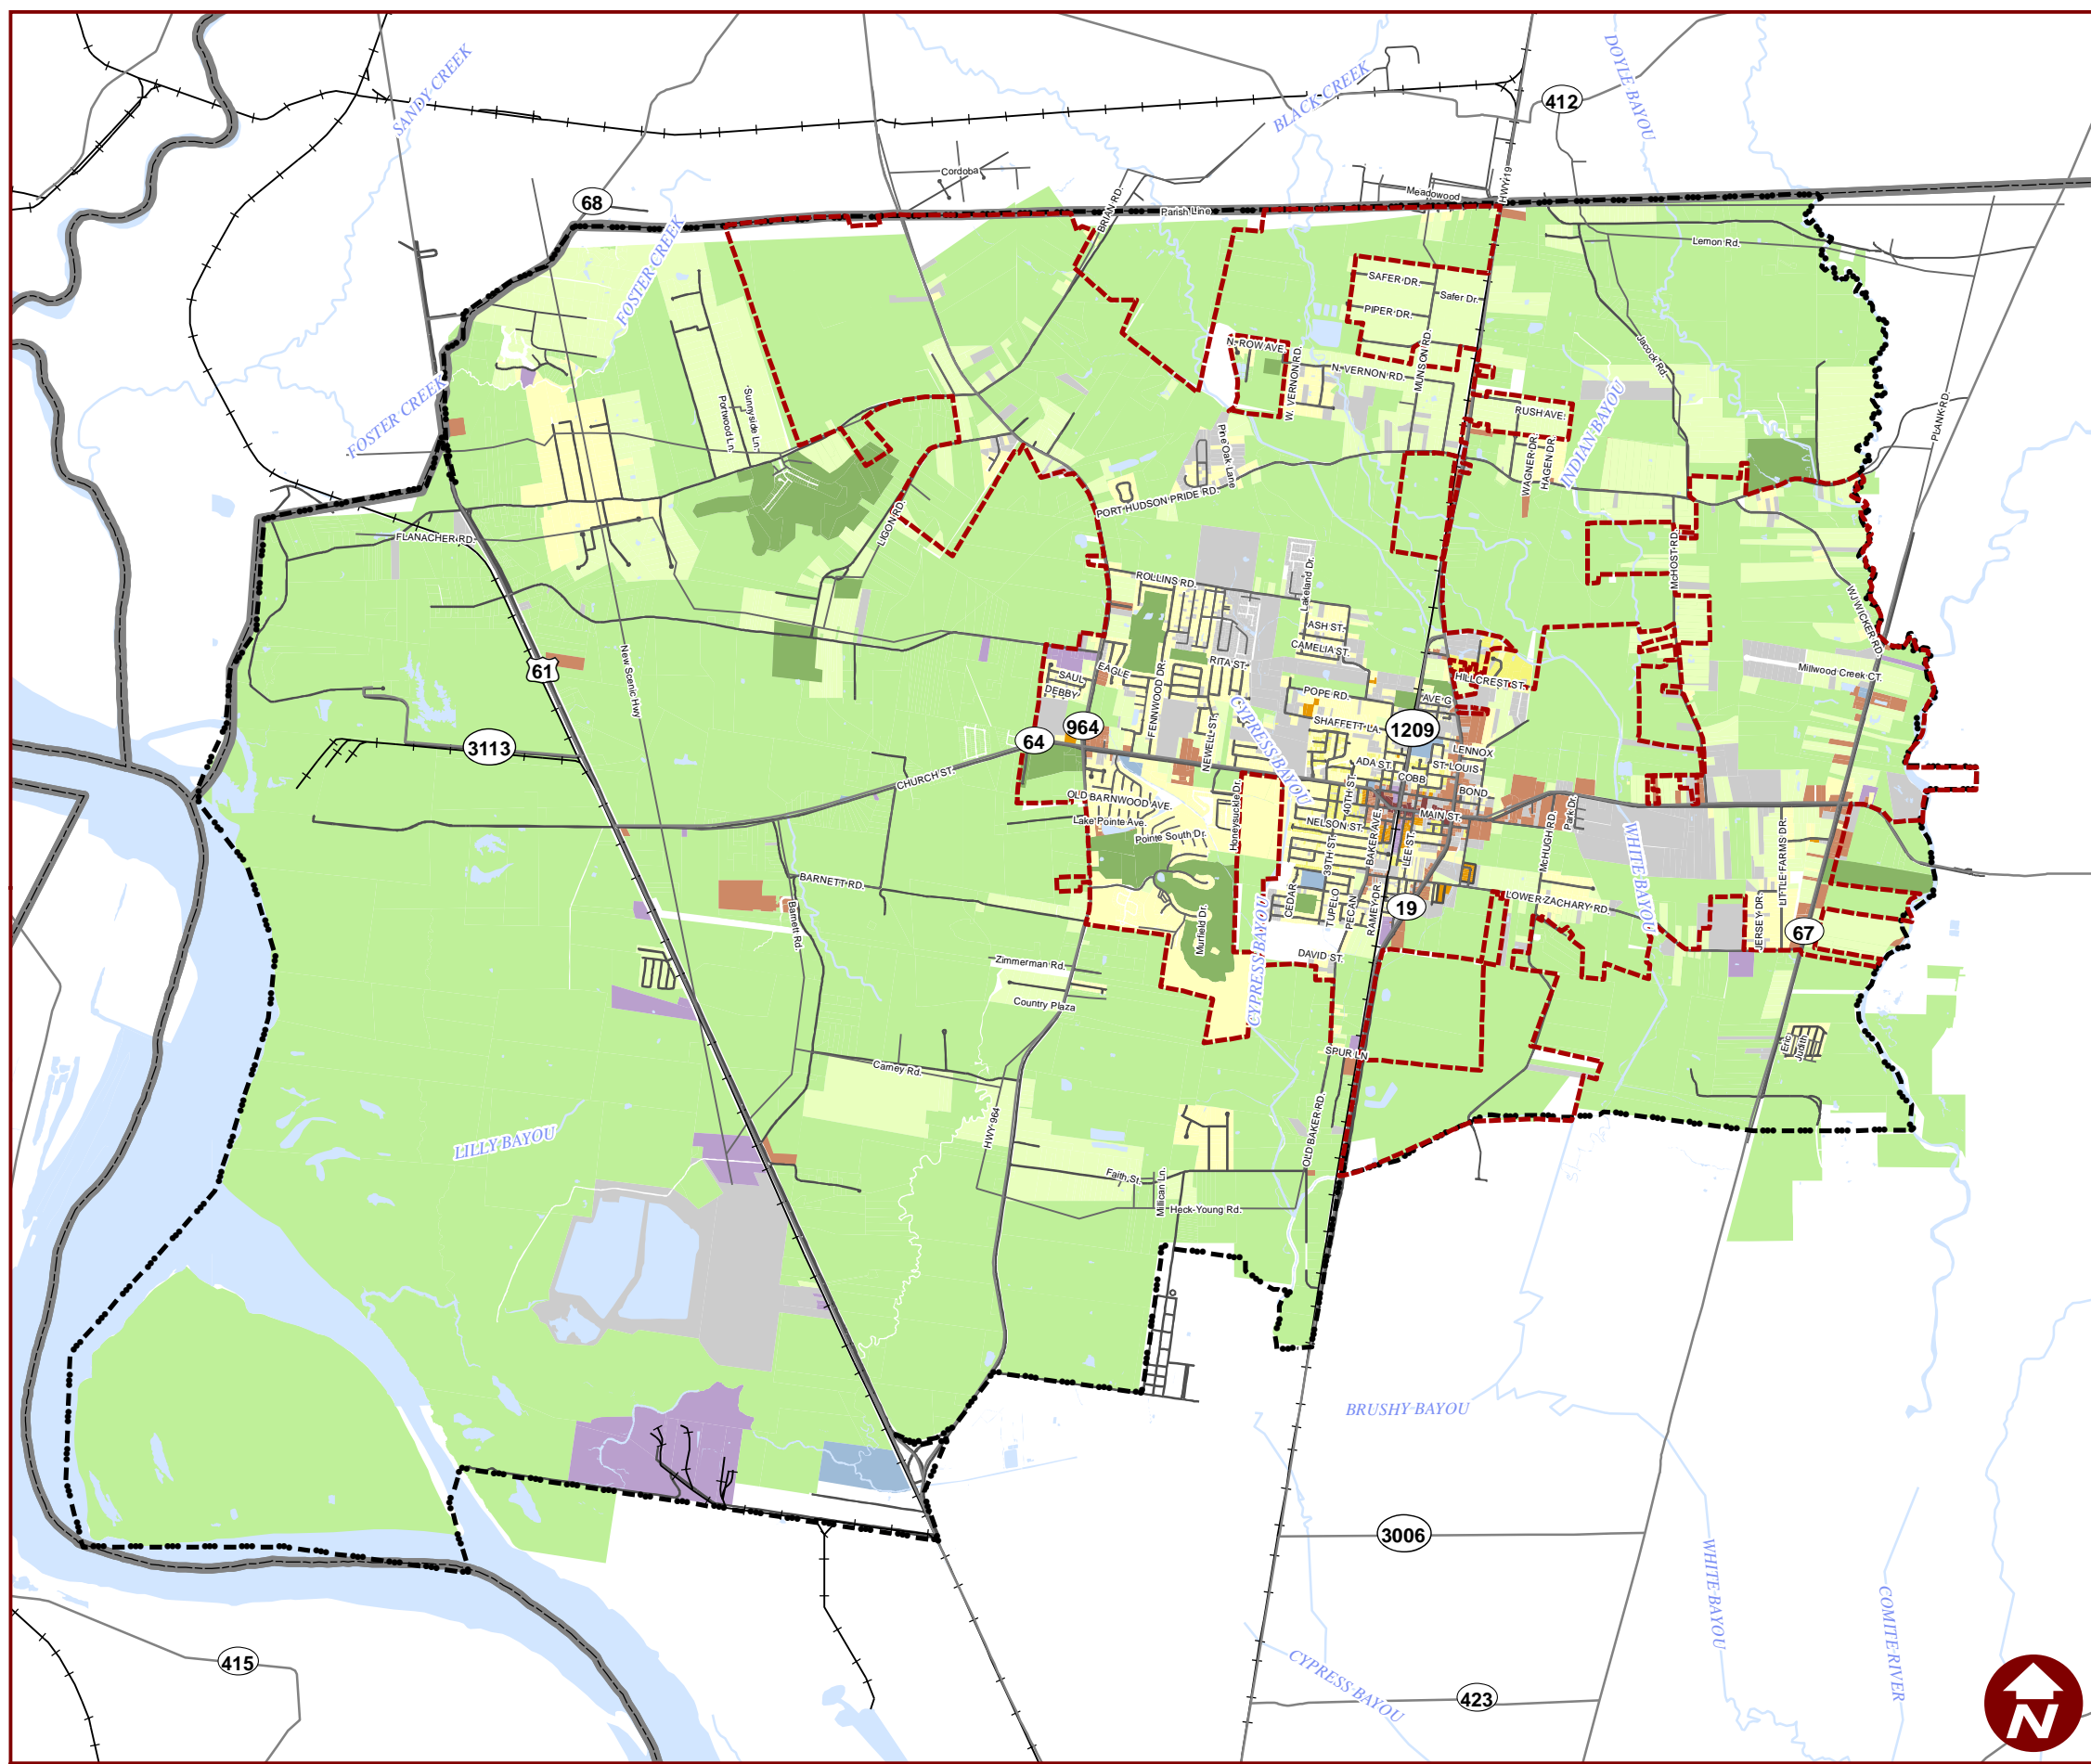 SANDY CREEK
BLACK CREEK
DOYLE BAYOU
412
Cordoba
68
Meadowood
HWY 19
BRIAN RD.
Parish Line
FOSTER CREEK
Lemon Rd.
SAFER DR.
Safer Dr.
PIPER DR.
N. ROW AVE
MUNSON RD.
Jacock Rd.
W. VERNON RD.
N. VERNON RD.
FOSTER CREEK
Portwood Ln.
Sunnyside Ln.
RUSH AVE.
INDIAN BAYOU
PLANK RD.
Pine Oak Lane
WAGNER DR.
HAGEN DR.
PORT HUDSON PRIDE RD.
LIGON RD.
FLANACHER RD.
McHOST RD.
ROLLINS RD.
Lakeland Dr.
WJ WICKER RD.
ASH ST.
CAMELIA ST.
61
New Scenic Hwy
EAGLE
RITA ST.
SAUL
DEBBY
FENNWOOD DR.
HILLCREST ST.
Millwood Creek CT.
POPE RD.
AVE G
CYPRESS BAYOU
3113
64
964
NEWELL ST.
SHAFFETT LA.
1209
LENNOX
ADA ST.
ST. LOUIS
COBB
CHURCH ST.
BOND
OLD BARNWOOD AVE.
Honeysuckle Dr.
40TH ST.
Lake Pointe Ave.
NELSON ST.
MAIN ST.
Park Dr.
Pointe South Dr.
BAKER AVE.
LEE ST.
McHUGH RD.
WHITE BAYOU
LITTLE FARMS DR.
39TH ST.
BARNETT RD.
Barnett Rd.
CEDAR
TUPELO
PECAN
RAMEY DR.
19
LOWER ZACHARY RD.
JERSEY DR.
67
Murfield Dr.
CYPRESS BAYOU
DAVID ST.
Zimmerman Rd.
Country Plaza
SPUR LN
Eric
Judith
Carney Rd.
HWY 964
OLD BAKER RD.
LILLY BAYOU
Faith St.
Millican Ln.
Heck-Young Rd.
BRUSHY BAYOU
3006
WHITE BAYOU
COMITE RIVER
415
CYPRESS BAYOU
423
N